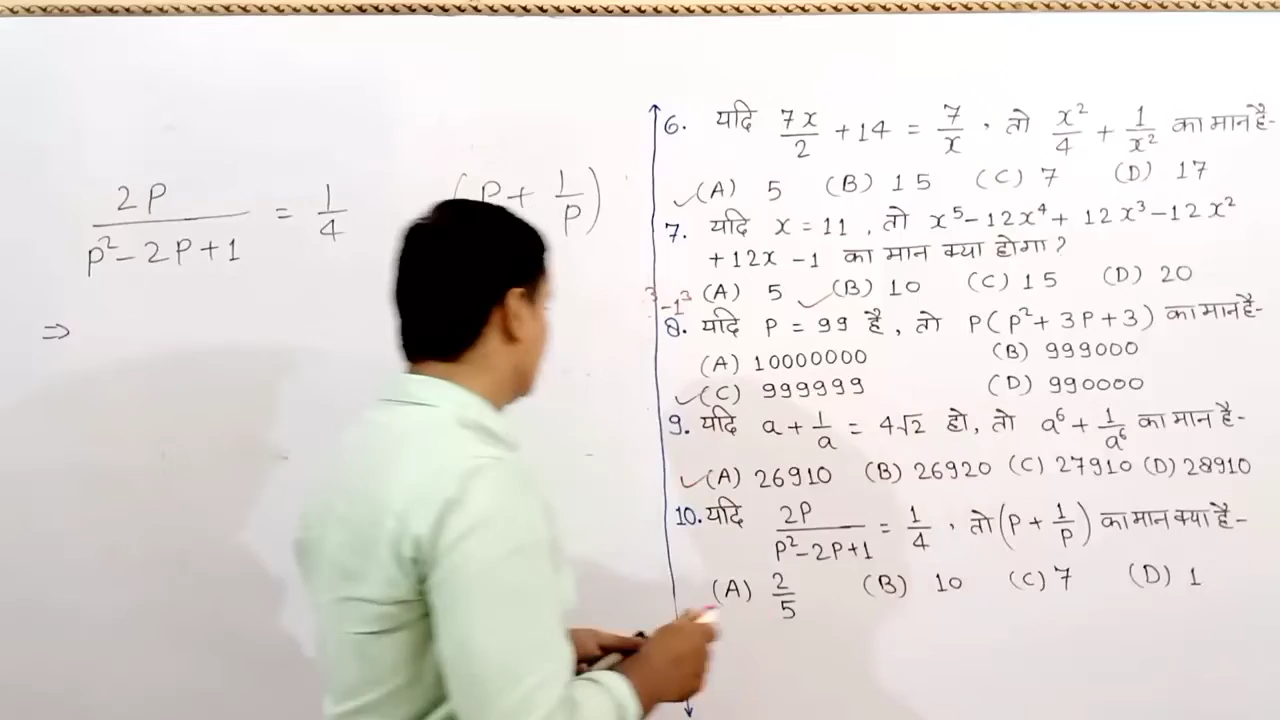 2P/(P²-2P+1) = 1/4 (P + 1/P)
⇒
6. यदि 7x/2 + 14 = 7/x , तो x²/4 + 1/x² का मान है-
(A) 5 (B) 15 (C) 7 (D) 17
7. यदि x = 11 , तो x⁵-12x⁴+ 12x³-12x²
+12x -1 का मान क्या होगा ?
(A) 5 (B) 10 (C) 15 (D) 20
³-1³
8. यदि P = 99 है , तो P(P²+3P+3) का मान है-
(A) 10000000 (B) 999000
(C) 999999 (D) 990000
9. यदि a + 1/a = 4√2 हो, तो a⁶ + 1/a⁶ का मान है-
(A) 26910 (B) 26920 (C) 27910 (D) 28910
10. यदि 2P/(P²-2P+1) = 1/4 , तो (P + 1/P) का मान क्या है-
(A) 2/5 (B) 10 (C) 7 (D) 1